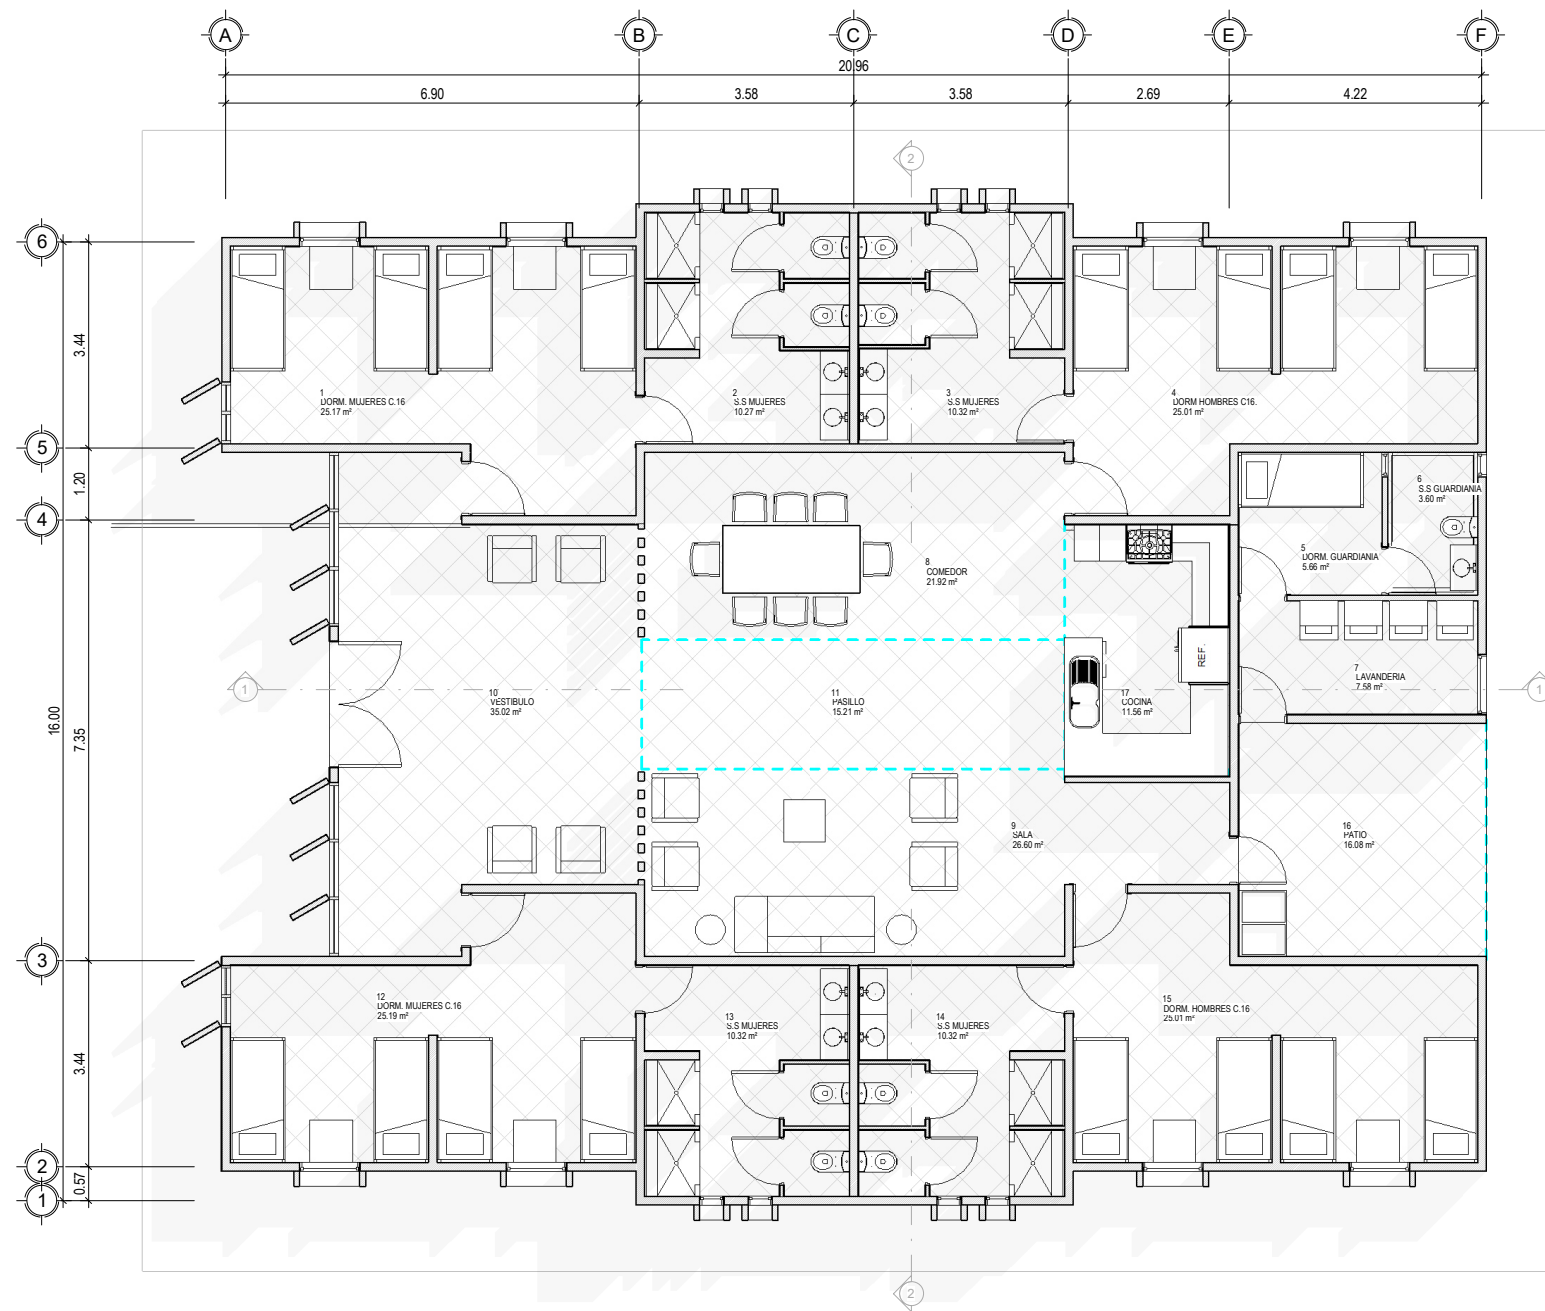 A B C D E F
20.96
6.90 3.58 3.58 2.69 4.22
2
6
3.44
1
DORM. MUJERES C.16
25.17 m²
2
S.S MUJERES
10.27 m²
3
S.S MUJERES
10.32 m²
4
DORM HOMBRES C16.
25.01 m²
5
1.20
6
S.S GUARDIANIA
3.60 m²
4
5
DORM. GUARDIANIA
5.66 m²
8
COMEDOR
21.92 m²
REF.
7
LAVANDERIA
7.58 m²
1
10
VESTIBULO
35.02 m²
11
PASILLO
15.21 m²
17
COCINA
11.56 m²
1
16.00
7.35
9
SALA
26.60 m²
16
PATIO
16.08 m²
3
12
DORM. MUJERES C.16
25.19 m²
13
S.S MUJERES
10.32 m²
14
S.S MUJERES
10.32 m²
15
DORM. HOMBRES C.16
25.01 m²
3.44
2
0.57
1
2